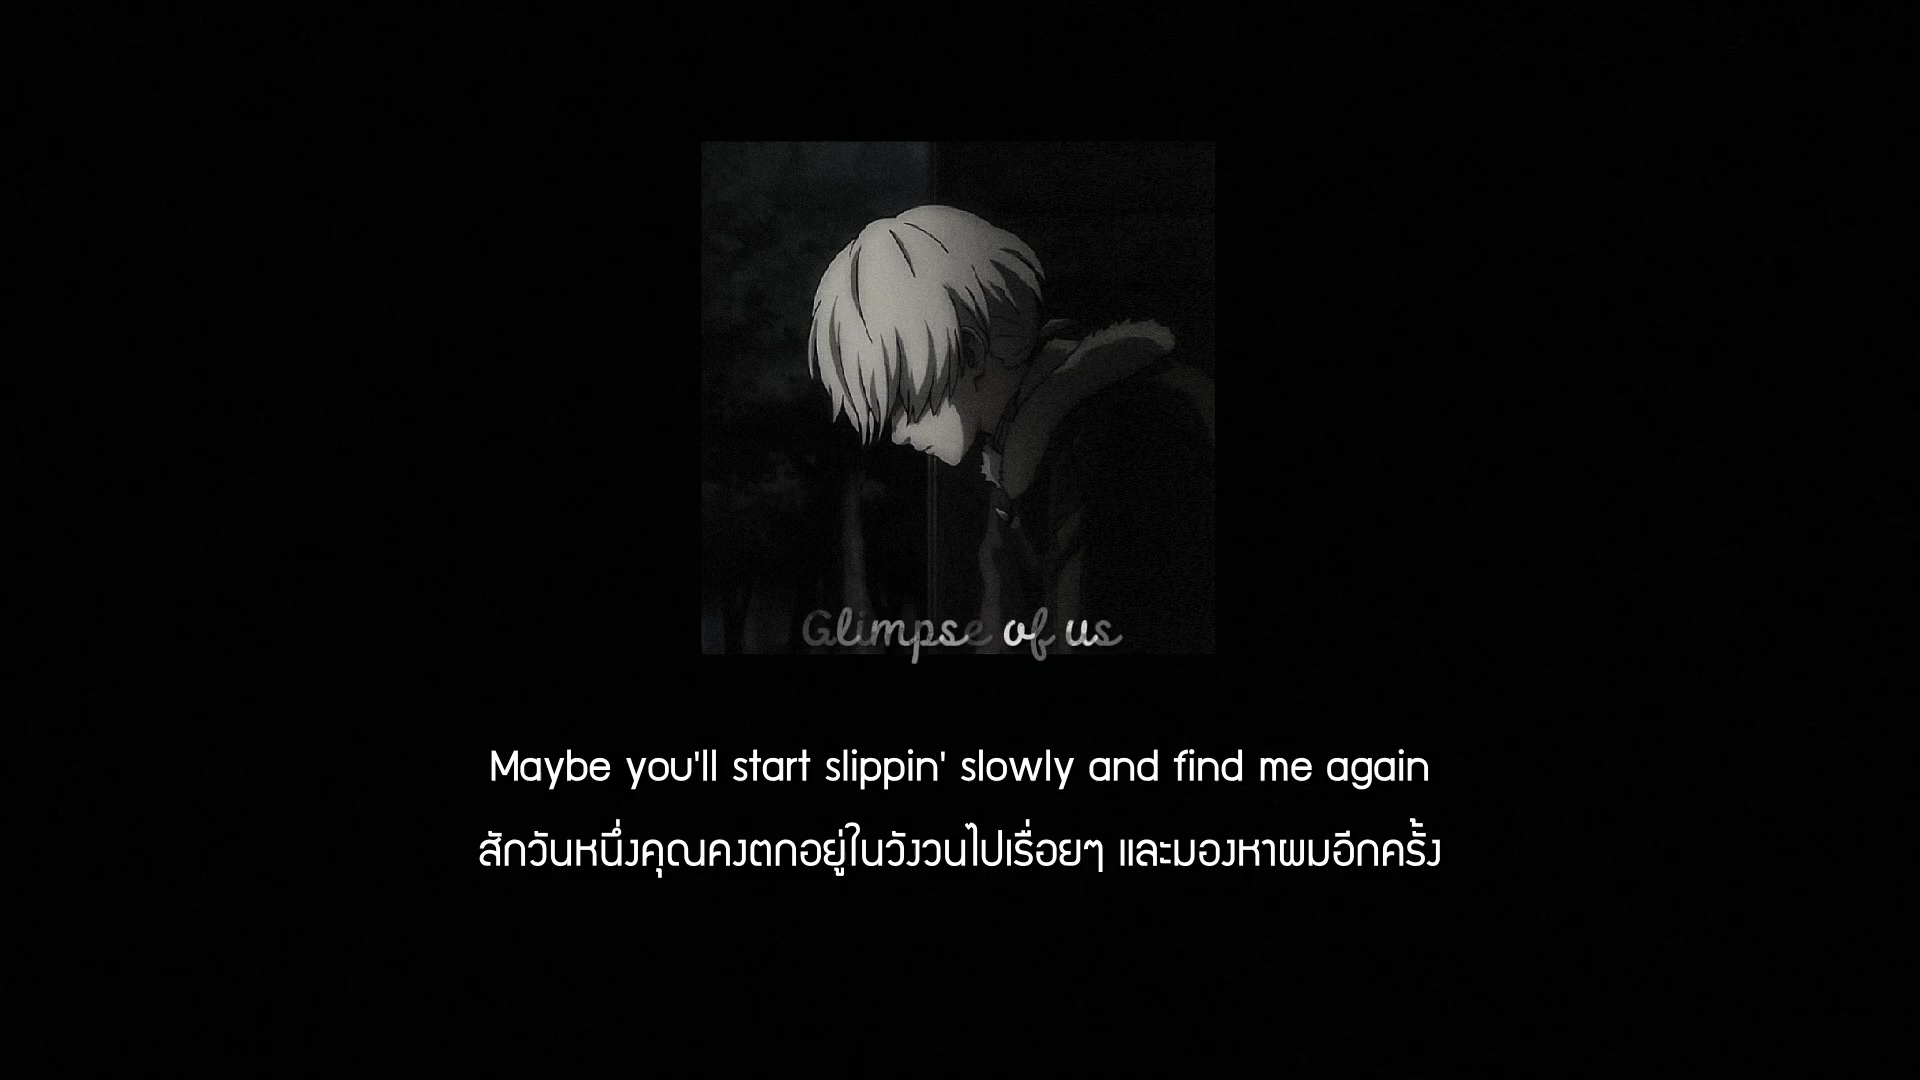 Glimpse of us
Maybe you'll start slippin' slowly and find me again
สักวันหนึ่งคุณคงตกอยู่ในวังวนไปเรื่อยๆ และมองหาผมอีกครั้ง